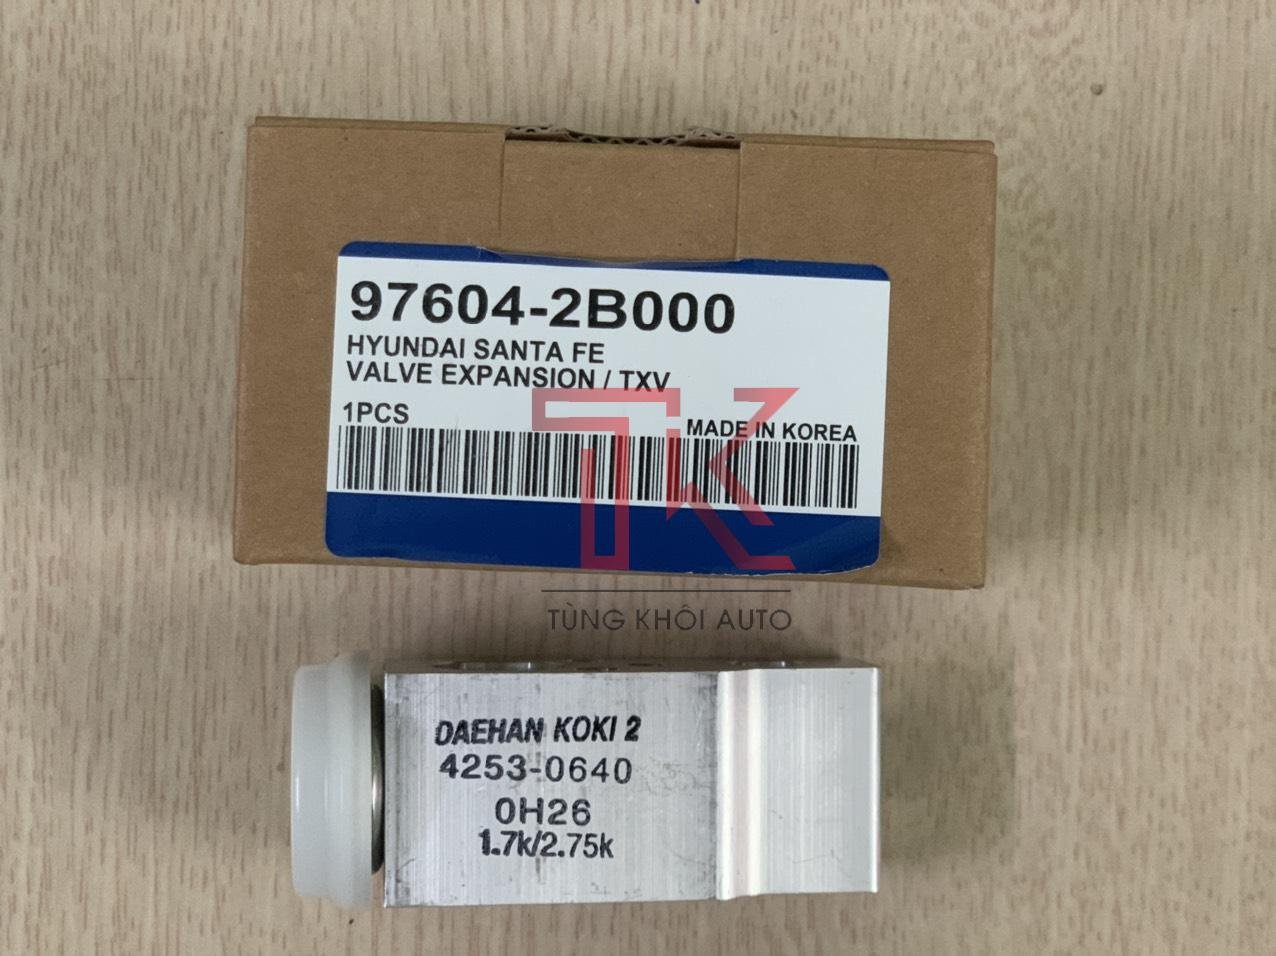 97604-2B000
HYUNDAI SANTA FE
VALVE EXPANSION / TXV
1PCS
MADE IN KOREA
TK
TÙNG KHÔI AUTO
DAEHAN KOKI 2
4253-0640
0H26
1.7k/2.75k